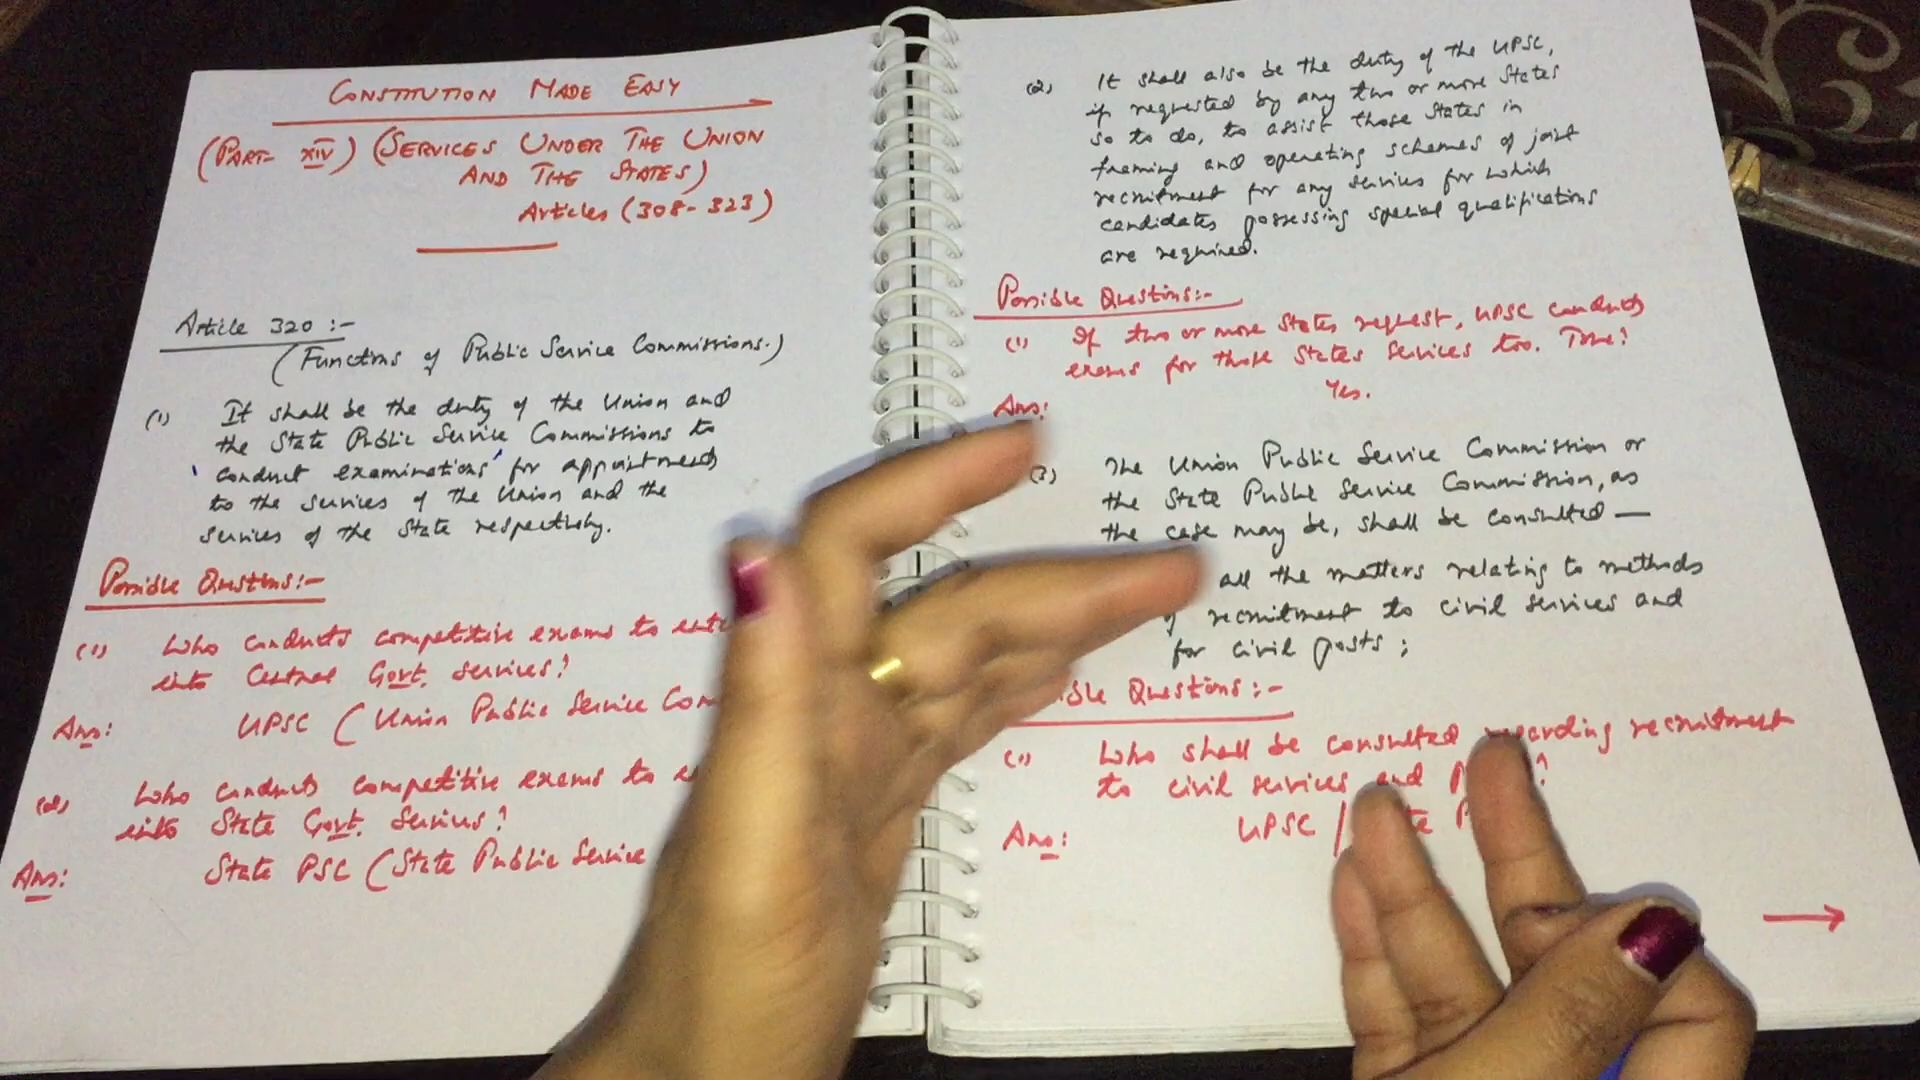 CONSTITUTION MADE EASY
(PART- XIV) (SERVICES UNDER THE UNION
AND THE STATES)
Articles (308-323)
Article 320 :-
(Functions of Public Service Commissions.)
(1) It shall be the duty of the Union and
the State Public Service Commissions to
'conduct examinations' for appointments
to the services of the Union and the
services of the State respectively.
Possible Questions:-
(1) Who conducts competitive exams to
into Central Govt. services?
Ans: UPSC (Union Public Service
(2) Who conducts competitive exams to
into State Govt. Services?
Ans: State PSC (State Public Service
(2) It shall also be the duty of the UPSC,
if requested by any two or more States
so to do, to assist those States in
framing and operating schemes of joint
recruitment for any services for which
candidates possessing special qualifications
are required.
Possible Questions:-
(1) If two or more States request, UPSC conducts
exams for those States Services too. True?
Ans: Yes.
(3) The Union Public Service Commission or
the State Public Service Commission, as
the case may be, shall be consulted —
all the matters relating to methods
of recruitment to civil services and
for civil posts;
Questions:-
(1) Who shall be consulted regarding recruitment
to civil services and ?
Ans: UPSC /